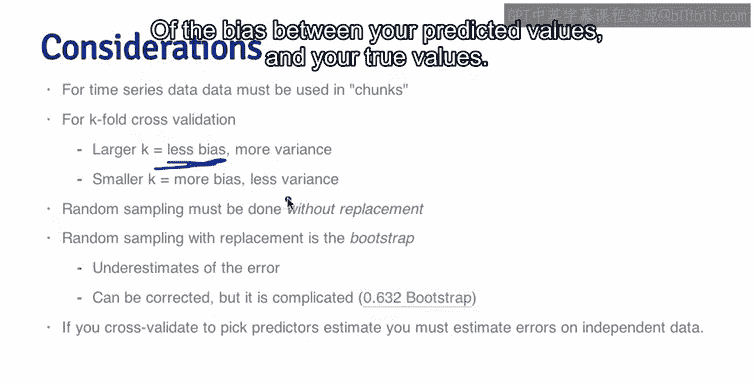 Of the bias between your predicted values,
and your true values.
Considerations
· For time series data data must be used in "chunks"
· For k-fold cross validation
- Larger k = less bias, more variance
- Smaller k = more bias, less variance
· Random sampling must be done without replacement
· Random sampling with replacement is the bootstrap
- Underestimates of the error
- Can be corrected, but it is complicated (0.632 Bootstrap)
· If you cross-validate to pick predictors estimate you must estimate errors on independent data.